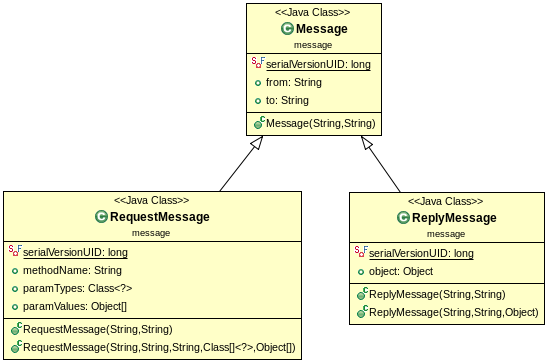 <<Java Class>>
Message
message
serialVersionUID: long
from: String
to: String
Message(String,String)
<<Java Class>>
RequestMessage
message
serialVersionUID: long
methodName: String
paramTypes: Class<?>
paramValues: Object[]
RequestMessage(String,String)
RequestMessage(String,String,String,Class[]<?>,Object[])
<<Java Class>>
ReplyMessage
message
serialVersionUID: long
object: Object
ReplyMessage(String,String)
ReplyMessage(String,String,Object)